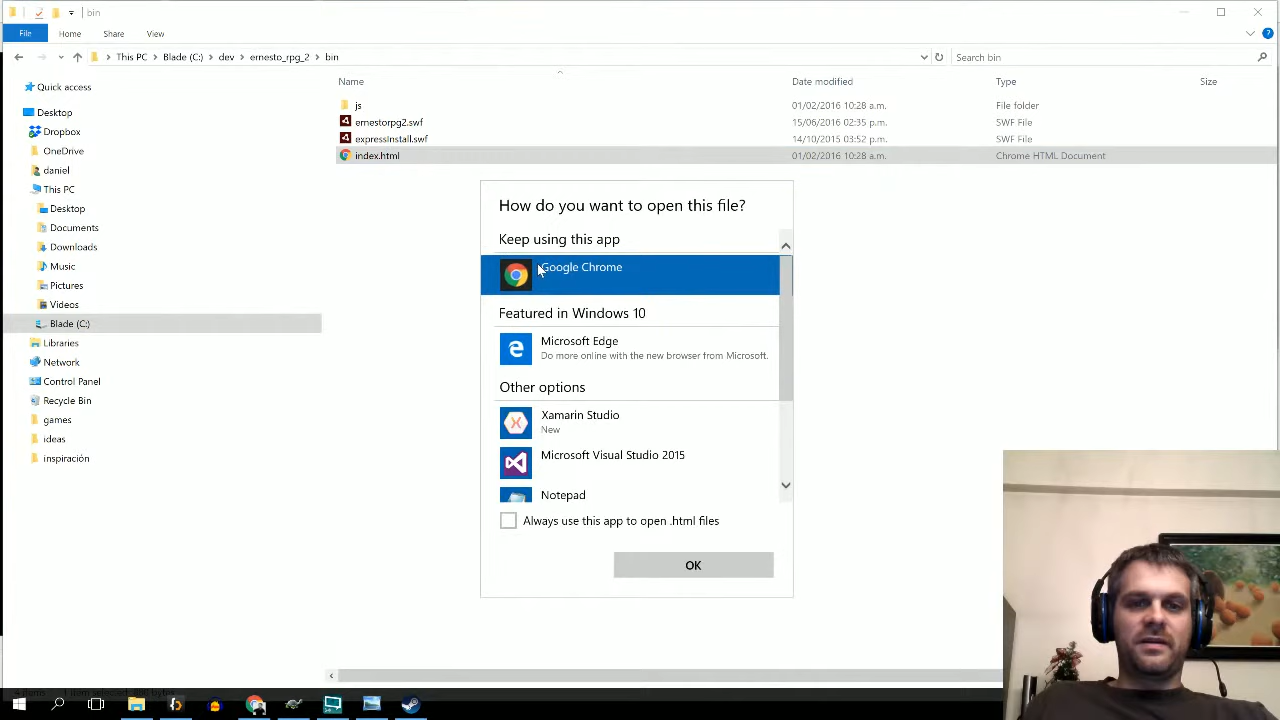 bin
File
Home
Share
View
This PC
Blade (C:)
dev
ernesto_rpg_2
bin
Search bin
Name
Date modified
Type
Size
js
01/02/2016 10:28 a.m.
File folder
ernestorpg2.swf
15/06/2016 02:35 p.m.
SWF File
expressInstall.swf
14/10/2015 03:52 p.m.
SWF File
index.html
01/02/2016 10:28 a.m.
Chrome HTML Document
Quick access
Desktop
Dropbox
OneDrive
daniel
This PC
Desktop
Documents
Downloads
Music
Pictures
Videos
Blade (C:)
Libraries
Network
Control Panel
Recycle Bin
games
ideas
inspiración
How do you want to open this file?
Keep using this app
Google Chrome
Featured in Windows 10
Microsoft Edge
Do more online with the new browser from Microsoft.
Other options
Xamarin Studio
New
Microsoft Visual Studio 2015
Notepad
Always use this app to open .html files
OK